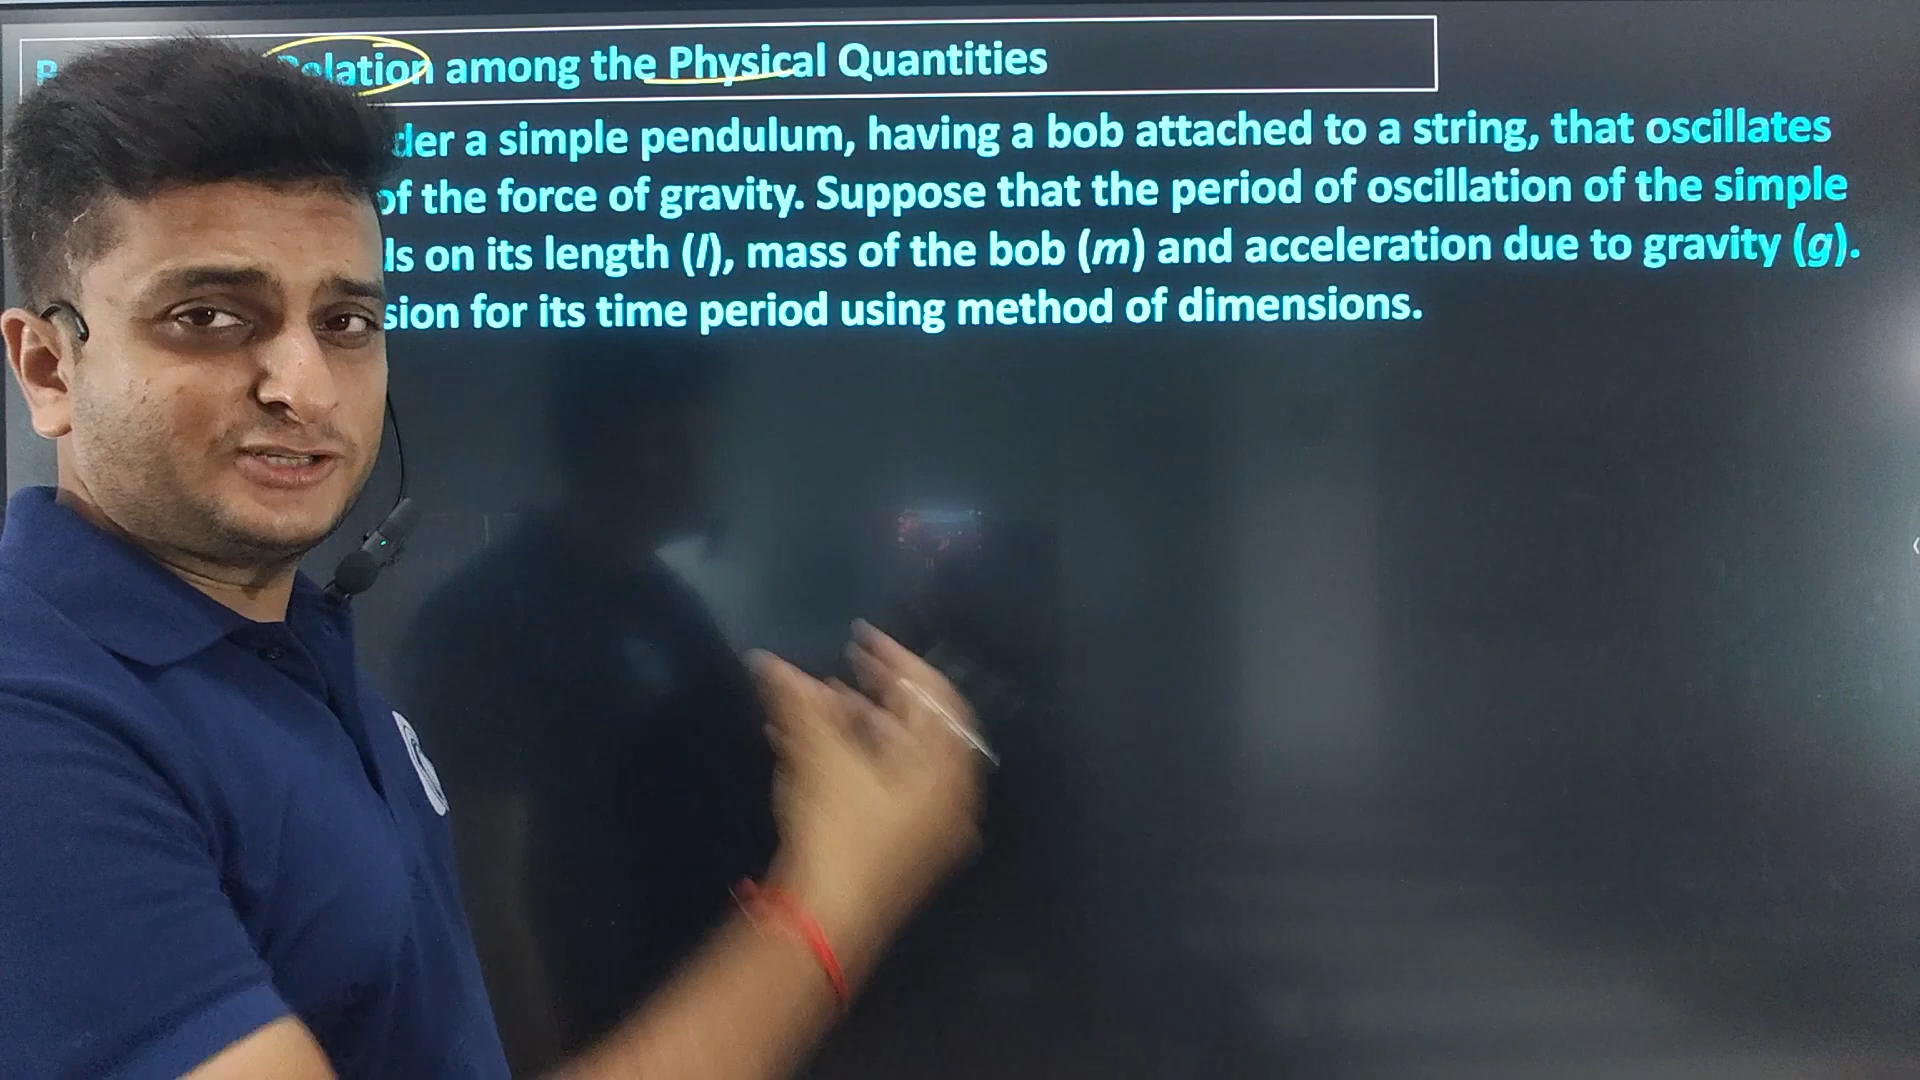 Relation among the Physical Quantities
der a simple pendulum, having a bob attached to a string, that oscillates
of the force of gravity. Suppose that the period of oscillation of the simple
ls on its length (l), mass of the bob (m) and acceleration due to gravity (g).
sion for its time period using method of dimensions.